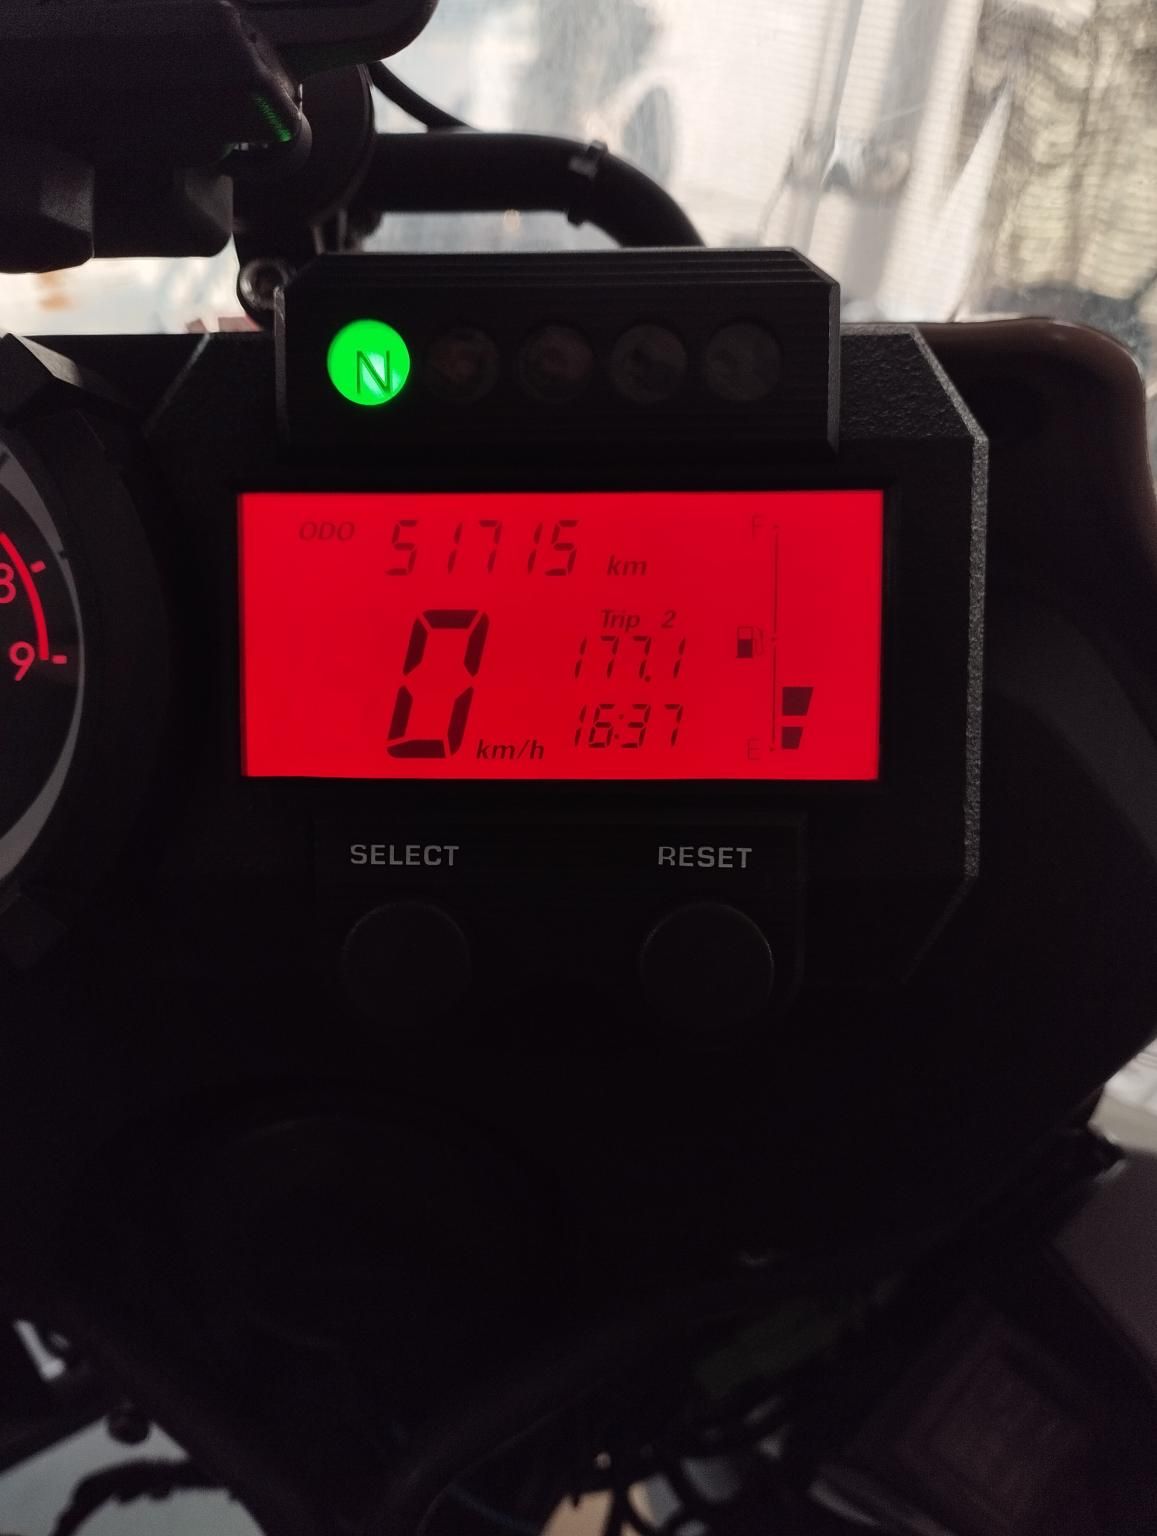 N
ODO 51715 km
F
Trip 2
177.1
8
0 km/h
16:37
9
E
SELECT RESET